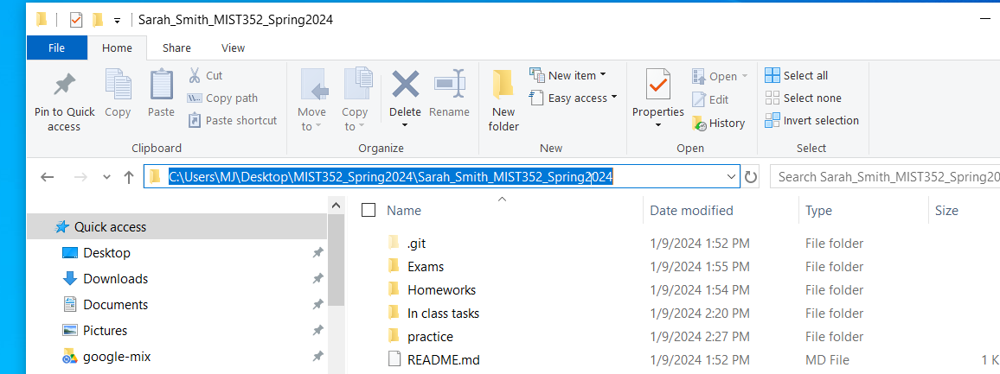 Sarah_Smith_MIST352_Spring2024
File Home Share View
Pin to Quick access
Copy
Paste
Cut
Copy path
Paste shortcut
Clipboard
Move to
Copy to
Delete
Rename
Organize
New folder
New item
Easy access
New
Properties
Open
Edit
History
Open
Select all
Select none
Invert selection
Select
C:\Users\MJ\Desktop\MIST352_Spring2024\Sarah_Smith_MIST352_Spring2024
Search Sarah_Smith_MIST352_Spring20
Quick access
Desktop
Downloads
Documents
Pictures
google-mix
Name Date modified Type Size
.git 1/9/2024 1:52 PM File folder
Exams 1/9/2024 1:55 PM File folder
Homeworks 1/9/2024 1:54 PM File folder
In class tasks 1/9/2024 2:20 PM File folder
practice 1/9/2024 2:27 PM File folder
README.md 1/9/2024 1:52 PM MD File 1 K